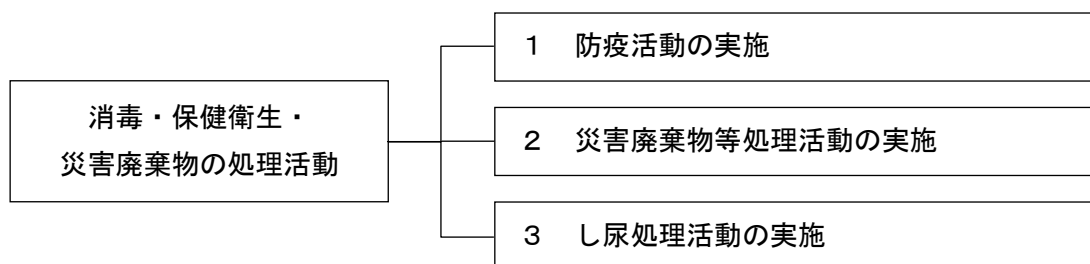 消毒・保健衛生・
災害廃棄物の処理活動
１　防疫活動の実施
２　災害廃棄物等処理活動の実施
３　し尿処理活動の実施